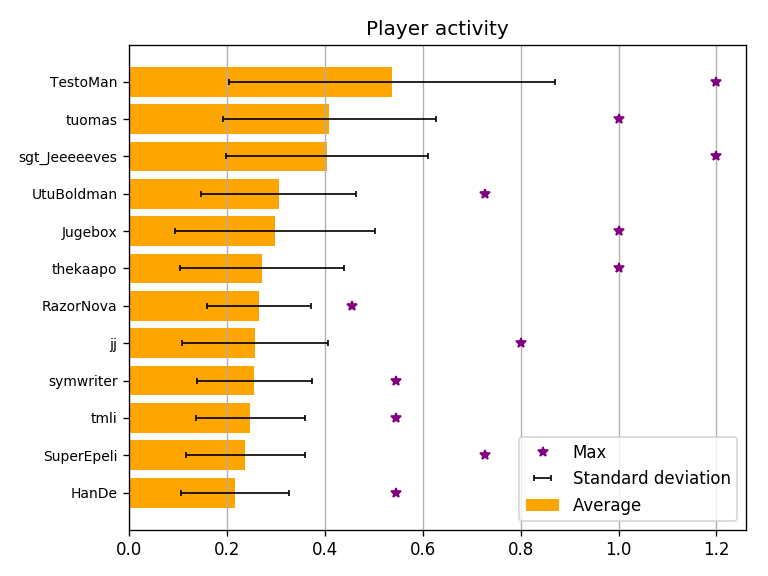 Player activity
TestoMan
tuomas
sgt_Jeeeeeves
UtuBoldman
Jugebox
thekaapo
RazorNova
jj
symwriter
tmli
SuperEpeli
HanDe
Max
Standard deviation
Average
0.0 0.2 0.4 0.6 0.8 1.0 1.2